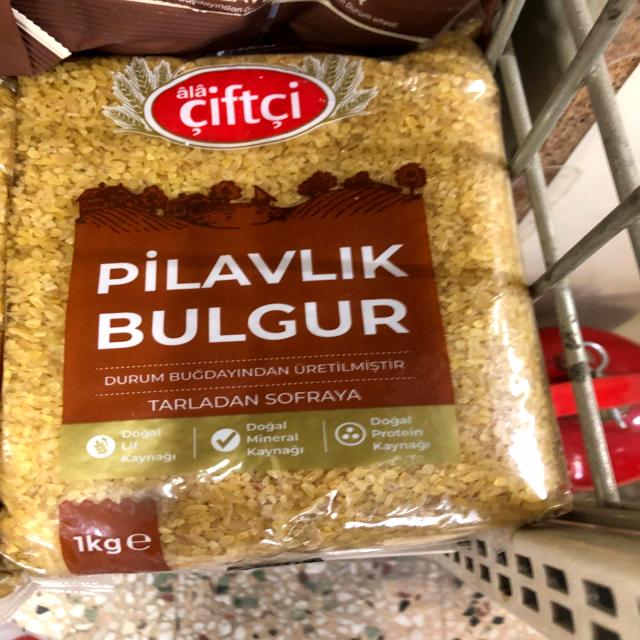 âlâ
çiftçi
PİLAVLIK
BULGUR
DURUM BUĞDAYINDAN ÜRETİLMİŞTİR
TARLADAN SOFRAYA
Doğal
Lif
Kaynağı
Doğal
Mineral
Kaynağı
Doğal
Protein
Kaynağı
1kg ℮